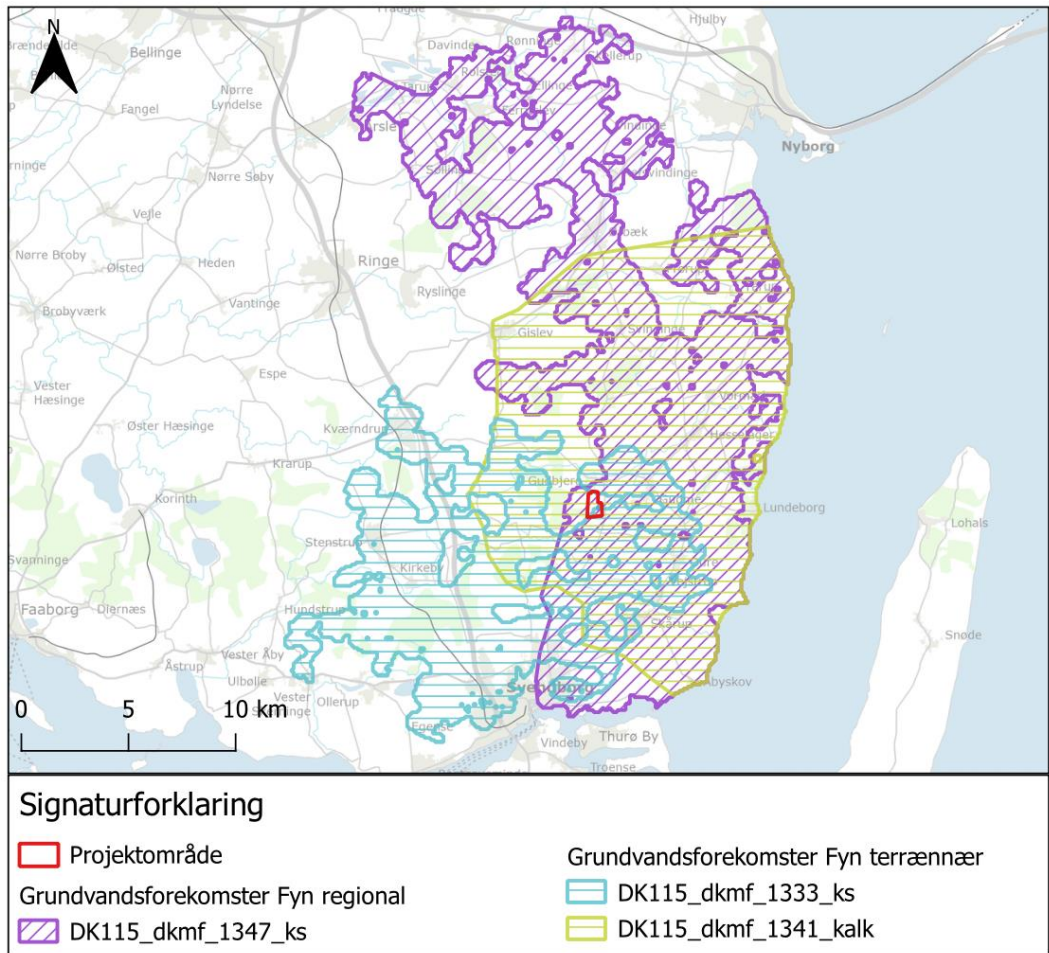 N
Hjulby
Davinde
Bellinge
Nørre
Lyndelse
Fangel
Nyborg
Nørre Søby
Vejle
Nørre Broby
Ølsted
Heden
Ringe
Brobyværk
Vantinge
Ryslinge
Gislev
Svindinge
Espe
Vester
Hæsinge
Øster Hæsinge
Kværndrup
Krarup
Korinth
Lundeborg
Lohals
Stenstrup
Svanninge
Kirkeby
Faaborg
Diernæs
Hundstrup
Skårup
Snøde
Åstrup
Vester Åby
Ulbølle
Vester
Ollerup
Svendborg
Egense
Vindeby
Thurø By
Troense
0 5 10 km
Signaturforklaring
Projektområde
Grundvandsforekomster Fyn regional
DK115_dkmf_1347_ks
Grundvandsforekomster Fyn terrænnær
DK115_dkmf_1333_ks
DK115_dkmf_1341_kalk